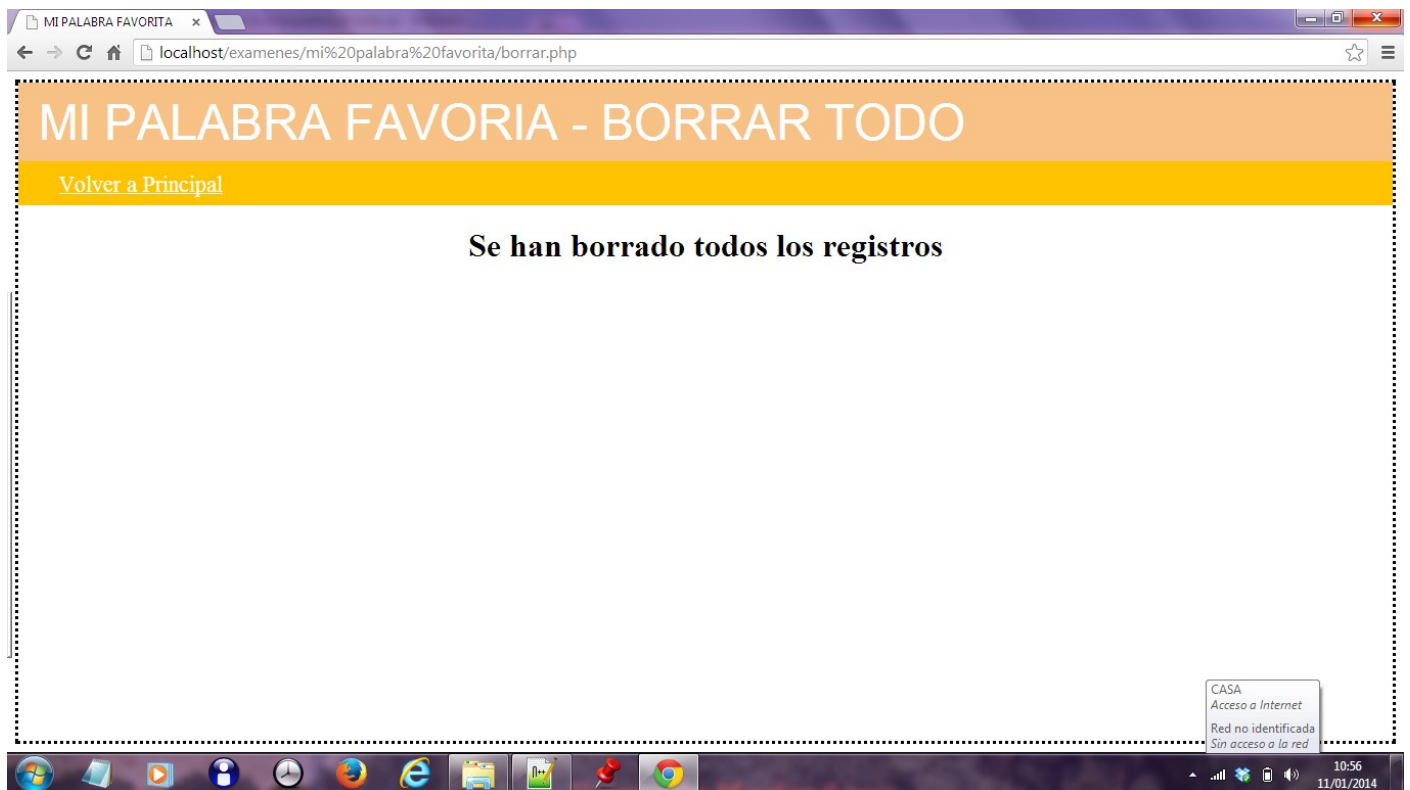 MI PALABRA FAVORITA
localhost/examenes/mi%20palabra%20favorita/borrar.php
MI PALABRA FAVORIA - BORRAR TODO
Volver a Principal
Se han borrado todos los registros
CASA
Acceso a Internet
Red no identificada
Sin acceso a la red
10:56
11/01/2014